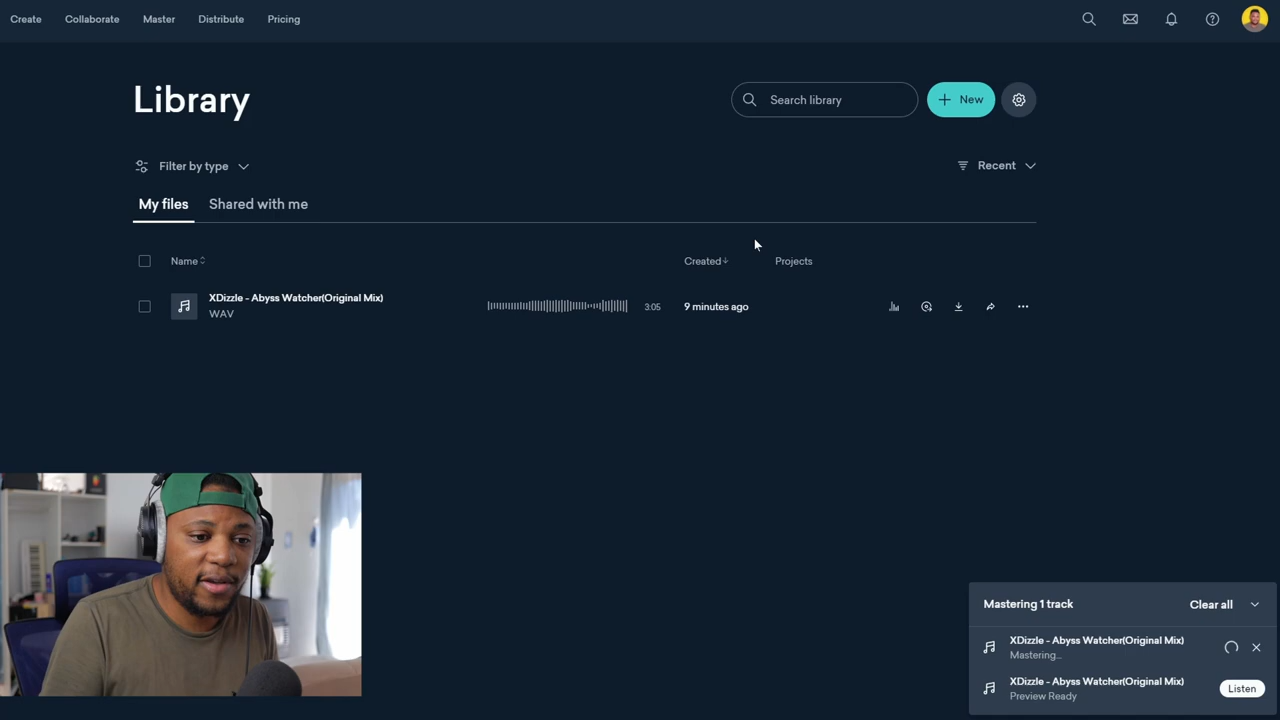 Create Collaborate Master Distribute Pricing
Library
Search library
New
Filter by type
Recent
My files Shared with me
Name Created Projects
XDizzle - Abyss Watcher(Original Mix)
WAV
3:05 9 minutes ago
Mastering 1 track Clear all
XDizzle - Abyss Watcher(Original Mix)
Mastering...
XDizzle - Abyss Watcher(Original Mix)
Preview Ready
Listen